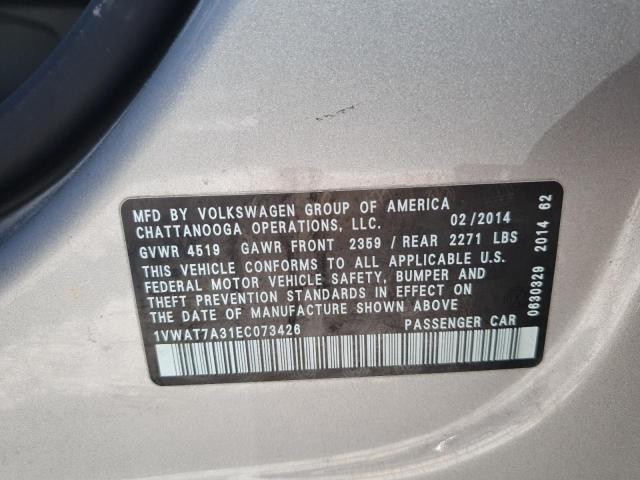 MFD BY VOLKSWAGEN GROUP OF AMERICA
CHATTANOOGA OPERATIONS, LLC. 02/2014
GVWR 4519 GAWR FRONT 2359 / REAR 2271 LBS
THIS VEHICLE CONFORMS TO ALL APPLICABLE U.S.
FEDERAL MOTOR VEHICLE SAFETY, BUMPER AND
THEFT PREVENTION STANDARDS IN EFFECT ON
THE DATE OF MANUFACTURE SHOWN ABOVE
1VWAT7A31EC073426 PASSENGER CAR
0630329 2014 62